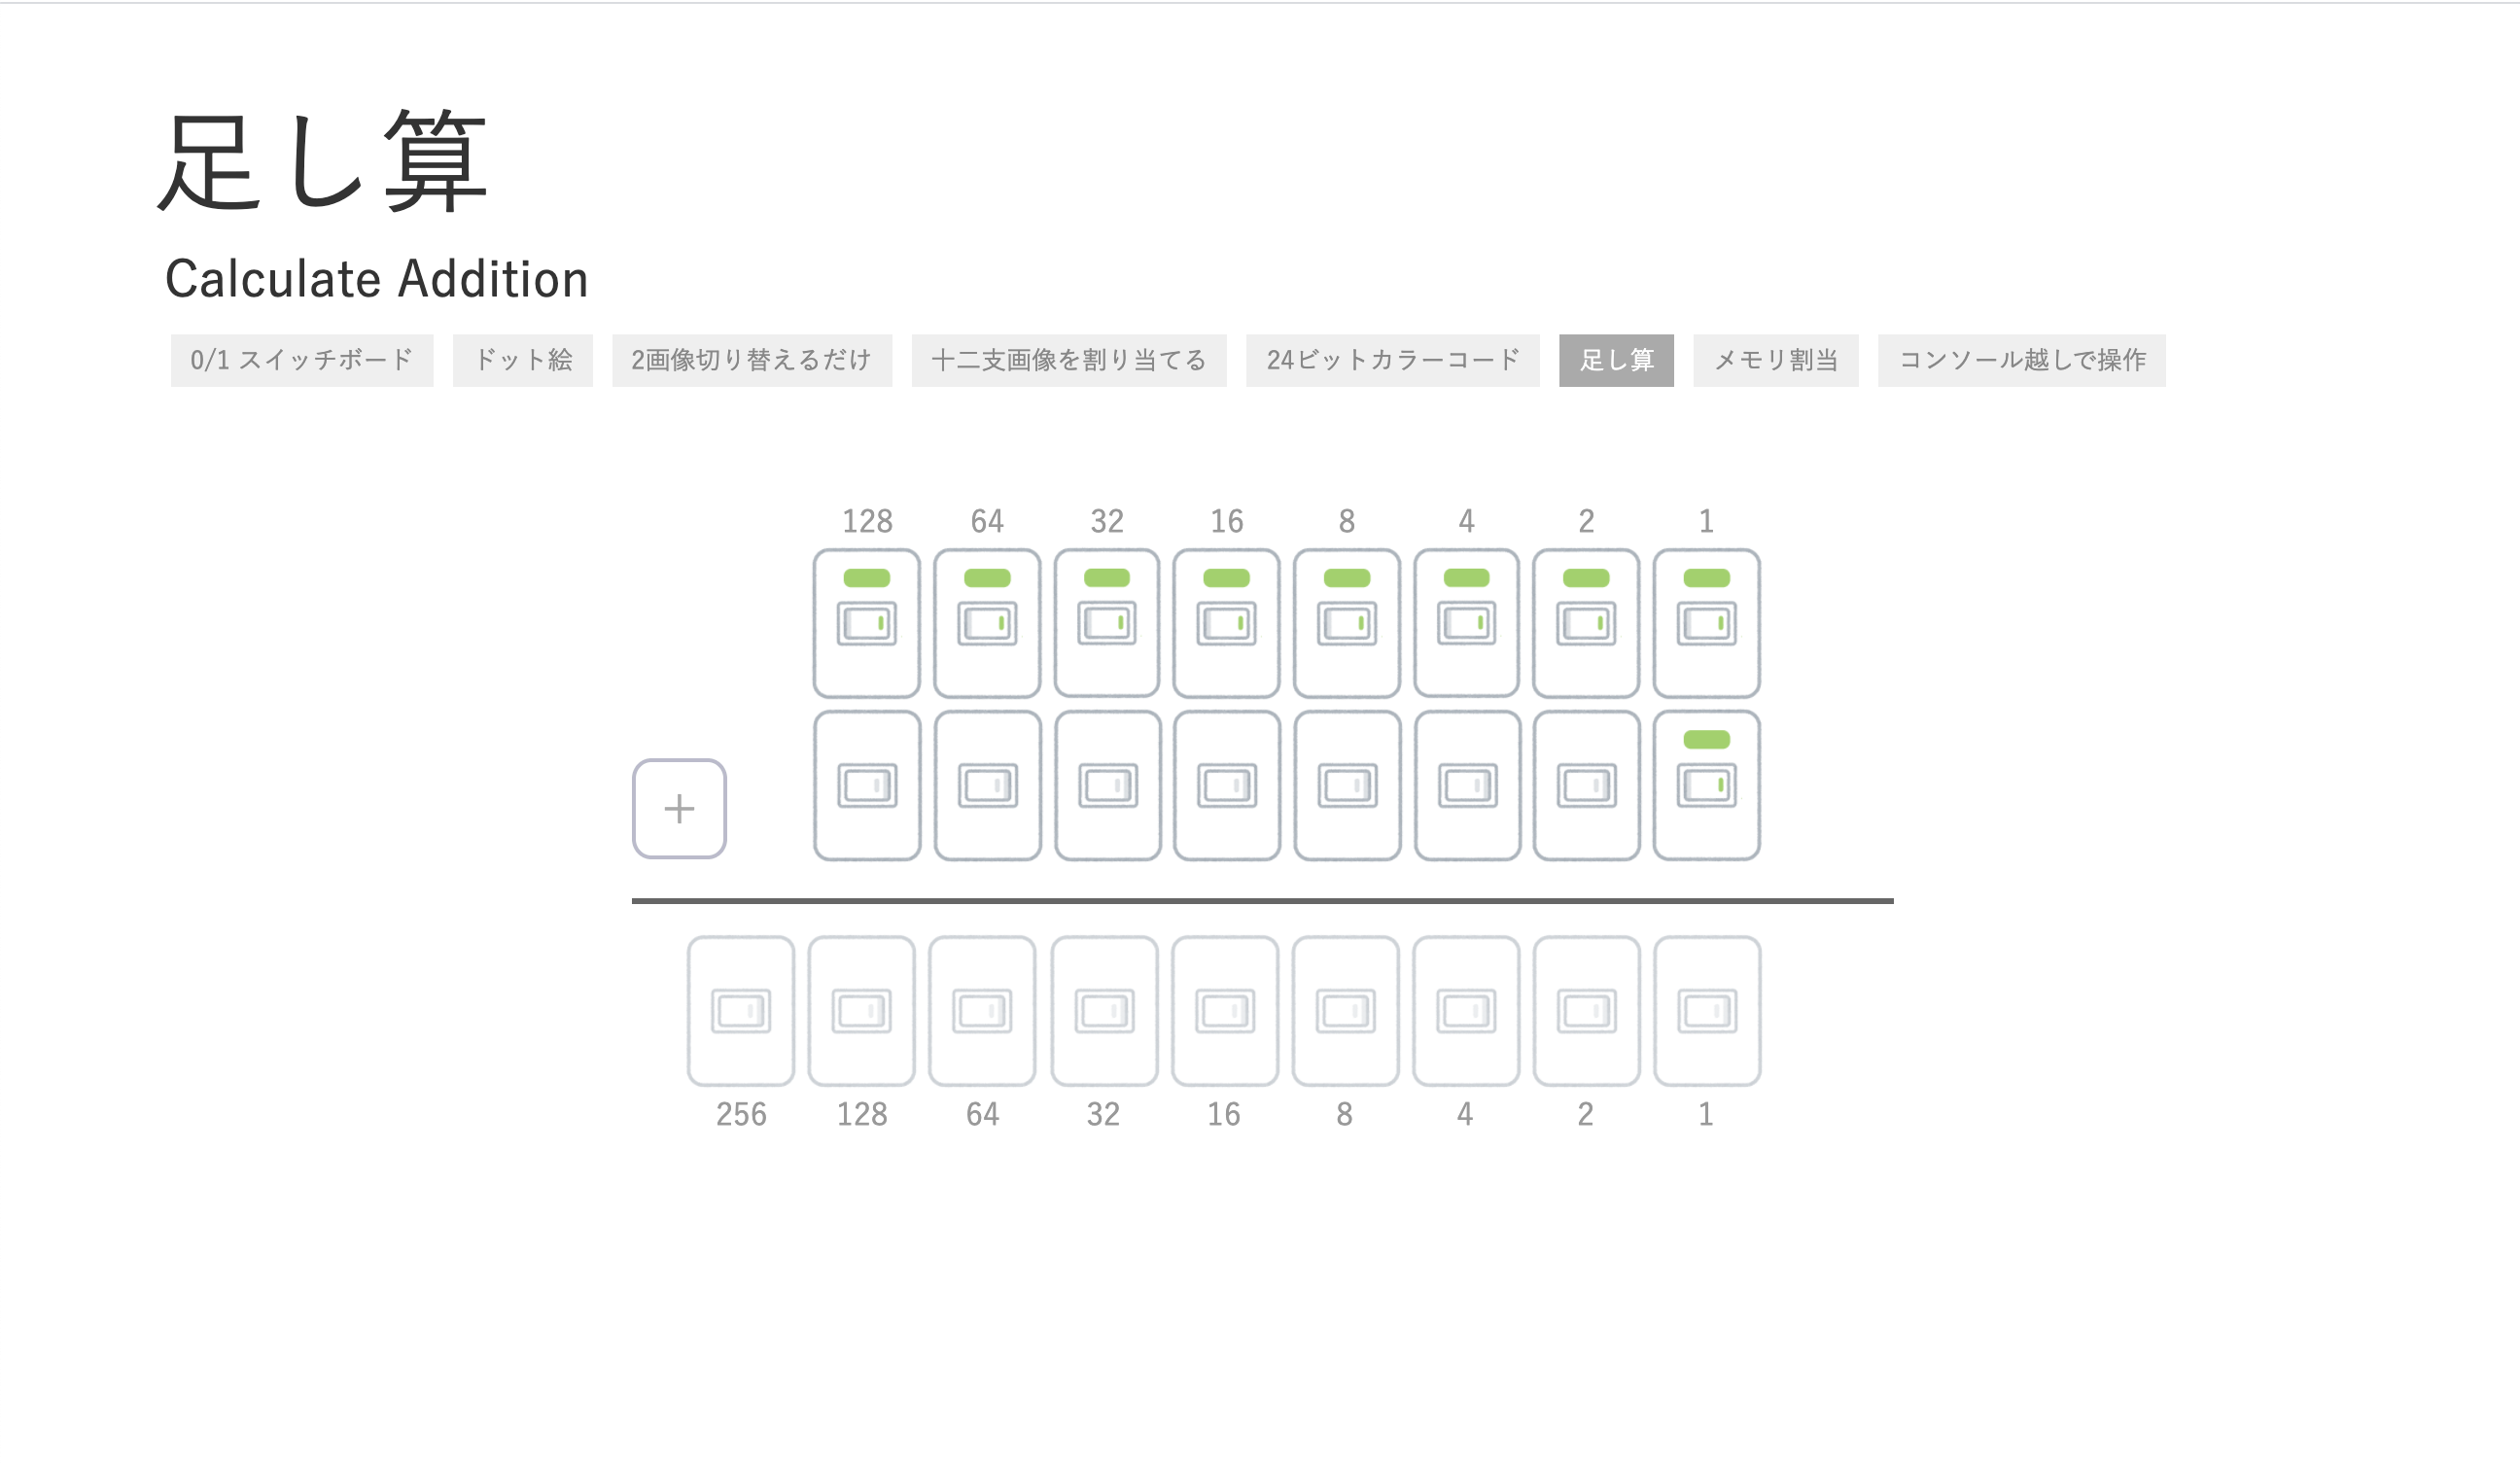 足し算
Calculate Addition
0/1 スイッチボード ドット絵 2画像切り替えるだけ 十二支画像を割り当てる 24ビットカラーコード 足し算 メモリ割当 コンソール越しで操作
128 64 32 16 8 4 2 1
+
256 128 64 32 16 8 4 2 1